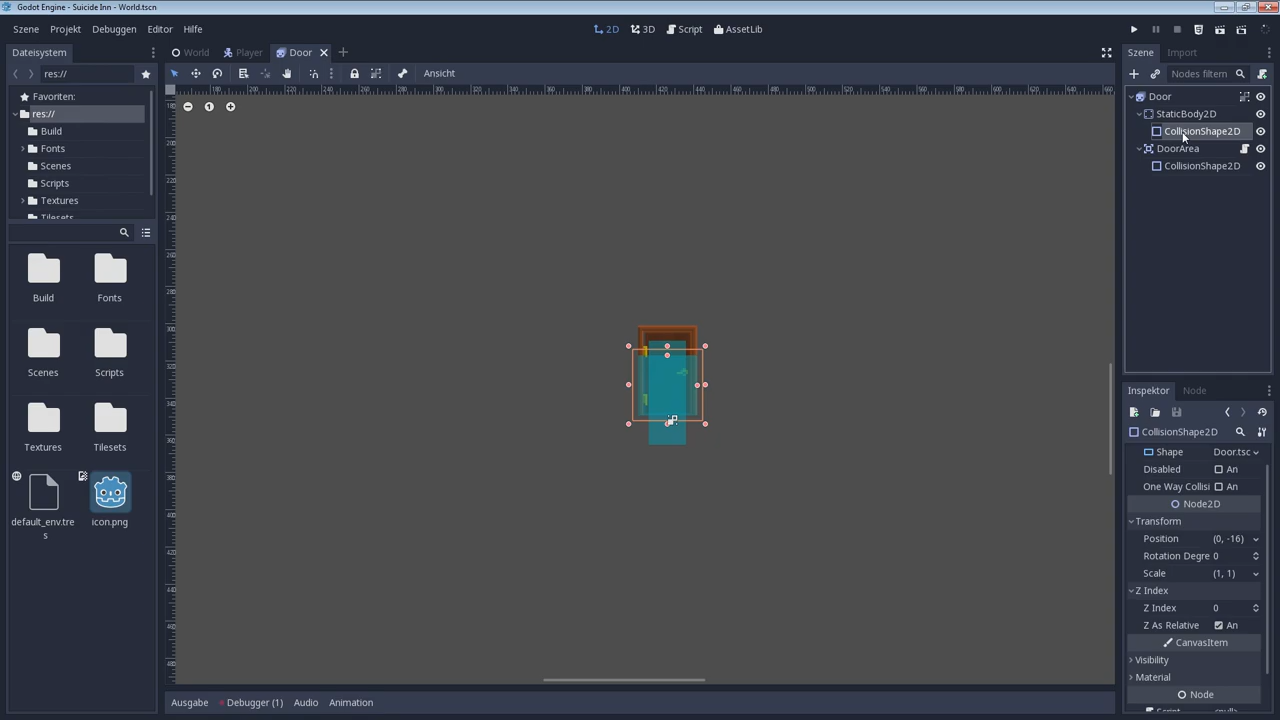 Godot Engine - Suicide Inn - World.tscn
Szene Projekt Debuggen Editor Hilfe
2D 3D Script AssetLib
Dateisystem
World Player Door
Szene Import
res://
Ansicht
Nodes filtern
Favoriten:
res://
Build
Fonts
Scenes
Scripts
Textures
Tilesets
Door
StaticBody2D
CollisionShape2D
DoorArea
CollisionShape2D
Build Fonts
Scenes Scripts
Textures Tilesets
default_env.tre
s
icon.png
Inspektor Node
CollisionShape2D
Shape Door.tsc
Disabled An
One Way Collisi An
Node2D
Transform
Position (0, -16)
Rotation Degre 0
Scale (1, 1)
Z Index
Z Index 0
Z As Relative An
CanvasItem
Visibility
Material
Node
Ausgabe Debugger (1) Audio Animation